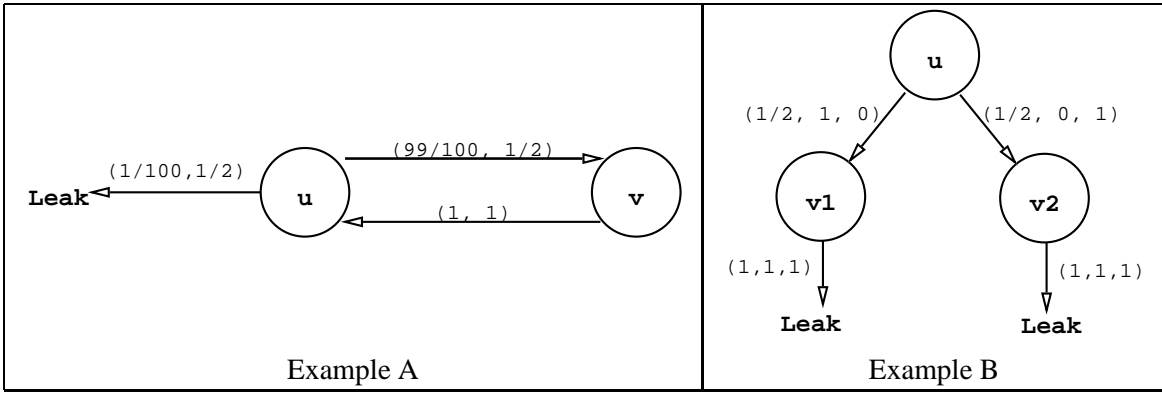 (1/100,1/2)
(99/100, 1/2)
Leak
u
v
(1, 1)
Example A
u
(1/2, 1, 0)
(1/2, 0, 1)
v1
v2
(1,1,1)
(1,1,1)
Leak
Leak
Example B